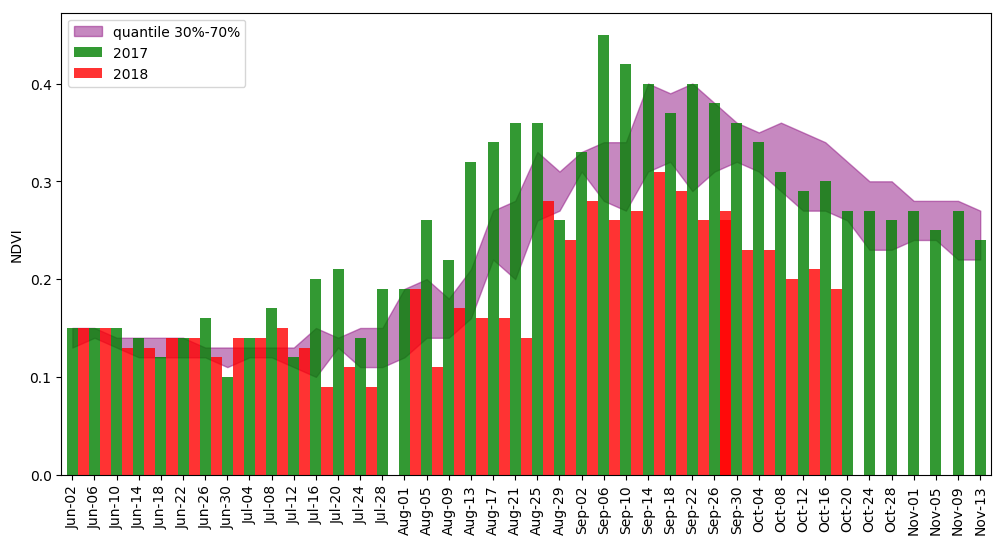 quantile 30%-70%
2017
2018
NDVI
0.4
0.3
0.2
0.1
0.0
Jun-02
Jun-06
Jun-10
Jun-14
Jun-18
Jun-22
Jun-26
Jun-30
Jul-04
Jul-08
Jul-12
Jul-16
Jul-20
Jul-24
Jul-28
Aug-01
Aug-05
Aug-09
Aug-13
Aug-17
Aug-21
Aug-25
Aug-29
Sep-02
Sep-06
Sep-10
Sep-14
Sep-18
Sep-22
Sep-26
Sep-30
Oct-04
Oct-08
Oct-12
Oct-16
Oct-20
Oct-24
Oct-28
Nov-01
Nov-05
Nov-09
Nov-13